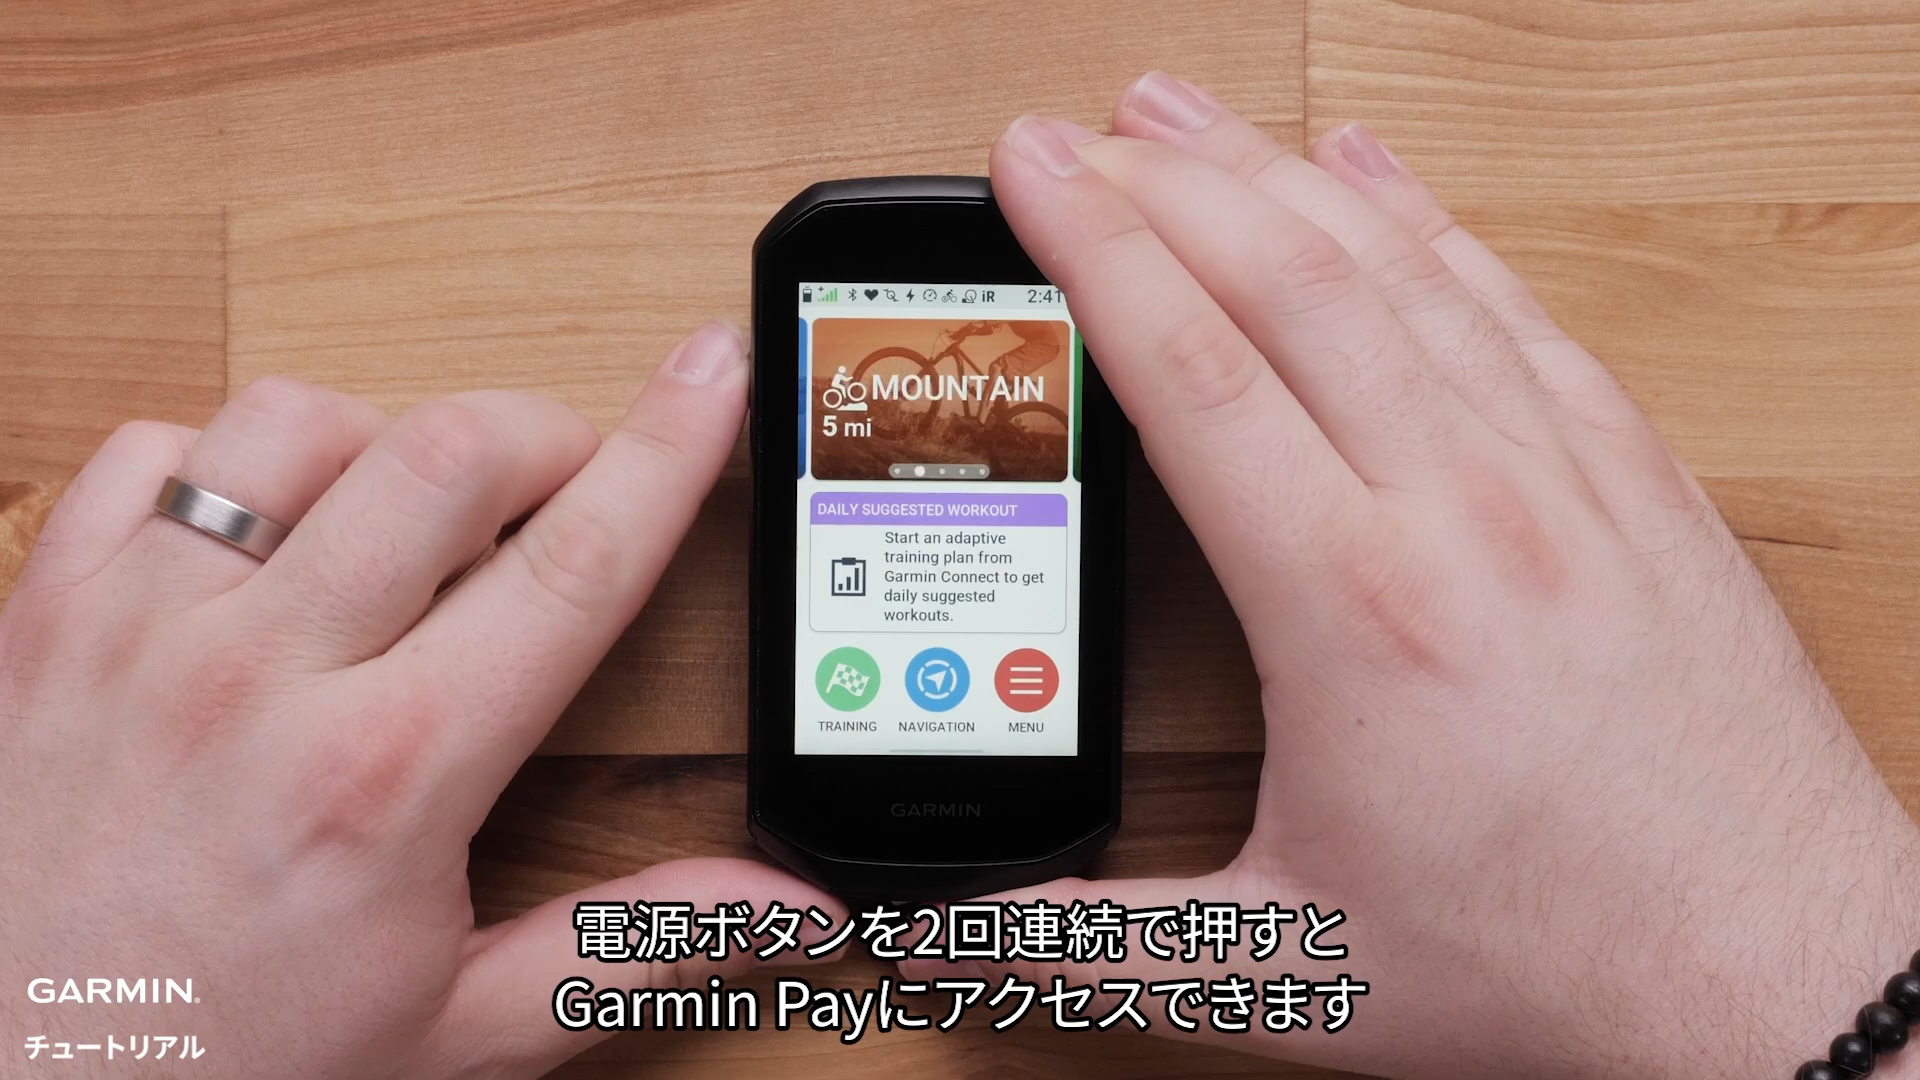 iR 2:41
MOUNTAIN
5 mi
DAILY SUGGESTED WORKOUT
Start an adaptive
training plan from
Garmin Connect to get
daily suggested
workouts.
TRAINING NAVIGATION MENU
GARMIN
電源ボタンを2回連続で押すと
Garmin Payにアクセスできます
GARMIN®
チュートリアル